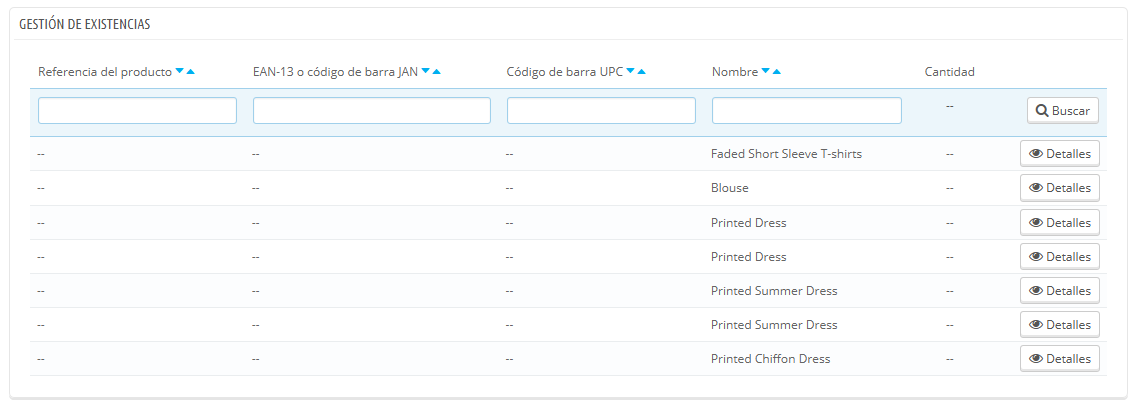 GESTIÓN DE EXISTENCIAS
Referencia del producto EAN-13 o código de barra JAN Código de barra UPC Nombre Cantidad
-- Buscar
-- -- -- Faded Short Sleeve T-shirts -- Detalles
-- -- -- Blouse -- Detalles
-- -- -- Printed Dress -- Detalles
-- -- -- Printed Dress -- Detalles
-- -- -- Printed Summer Dress -- Detalles
-- -- -- Printed Summer Dress -- Detalles
-- -- -- Printed Chiffon Dress -- Detalles